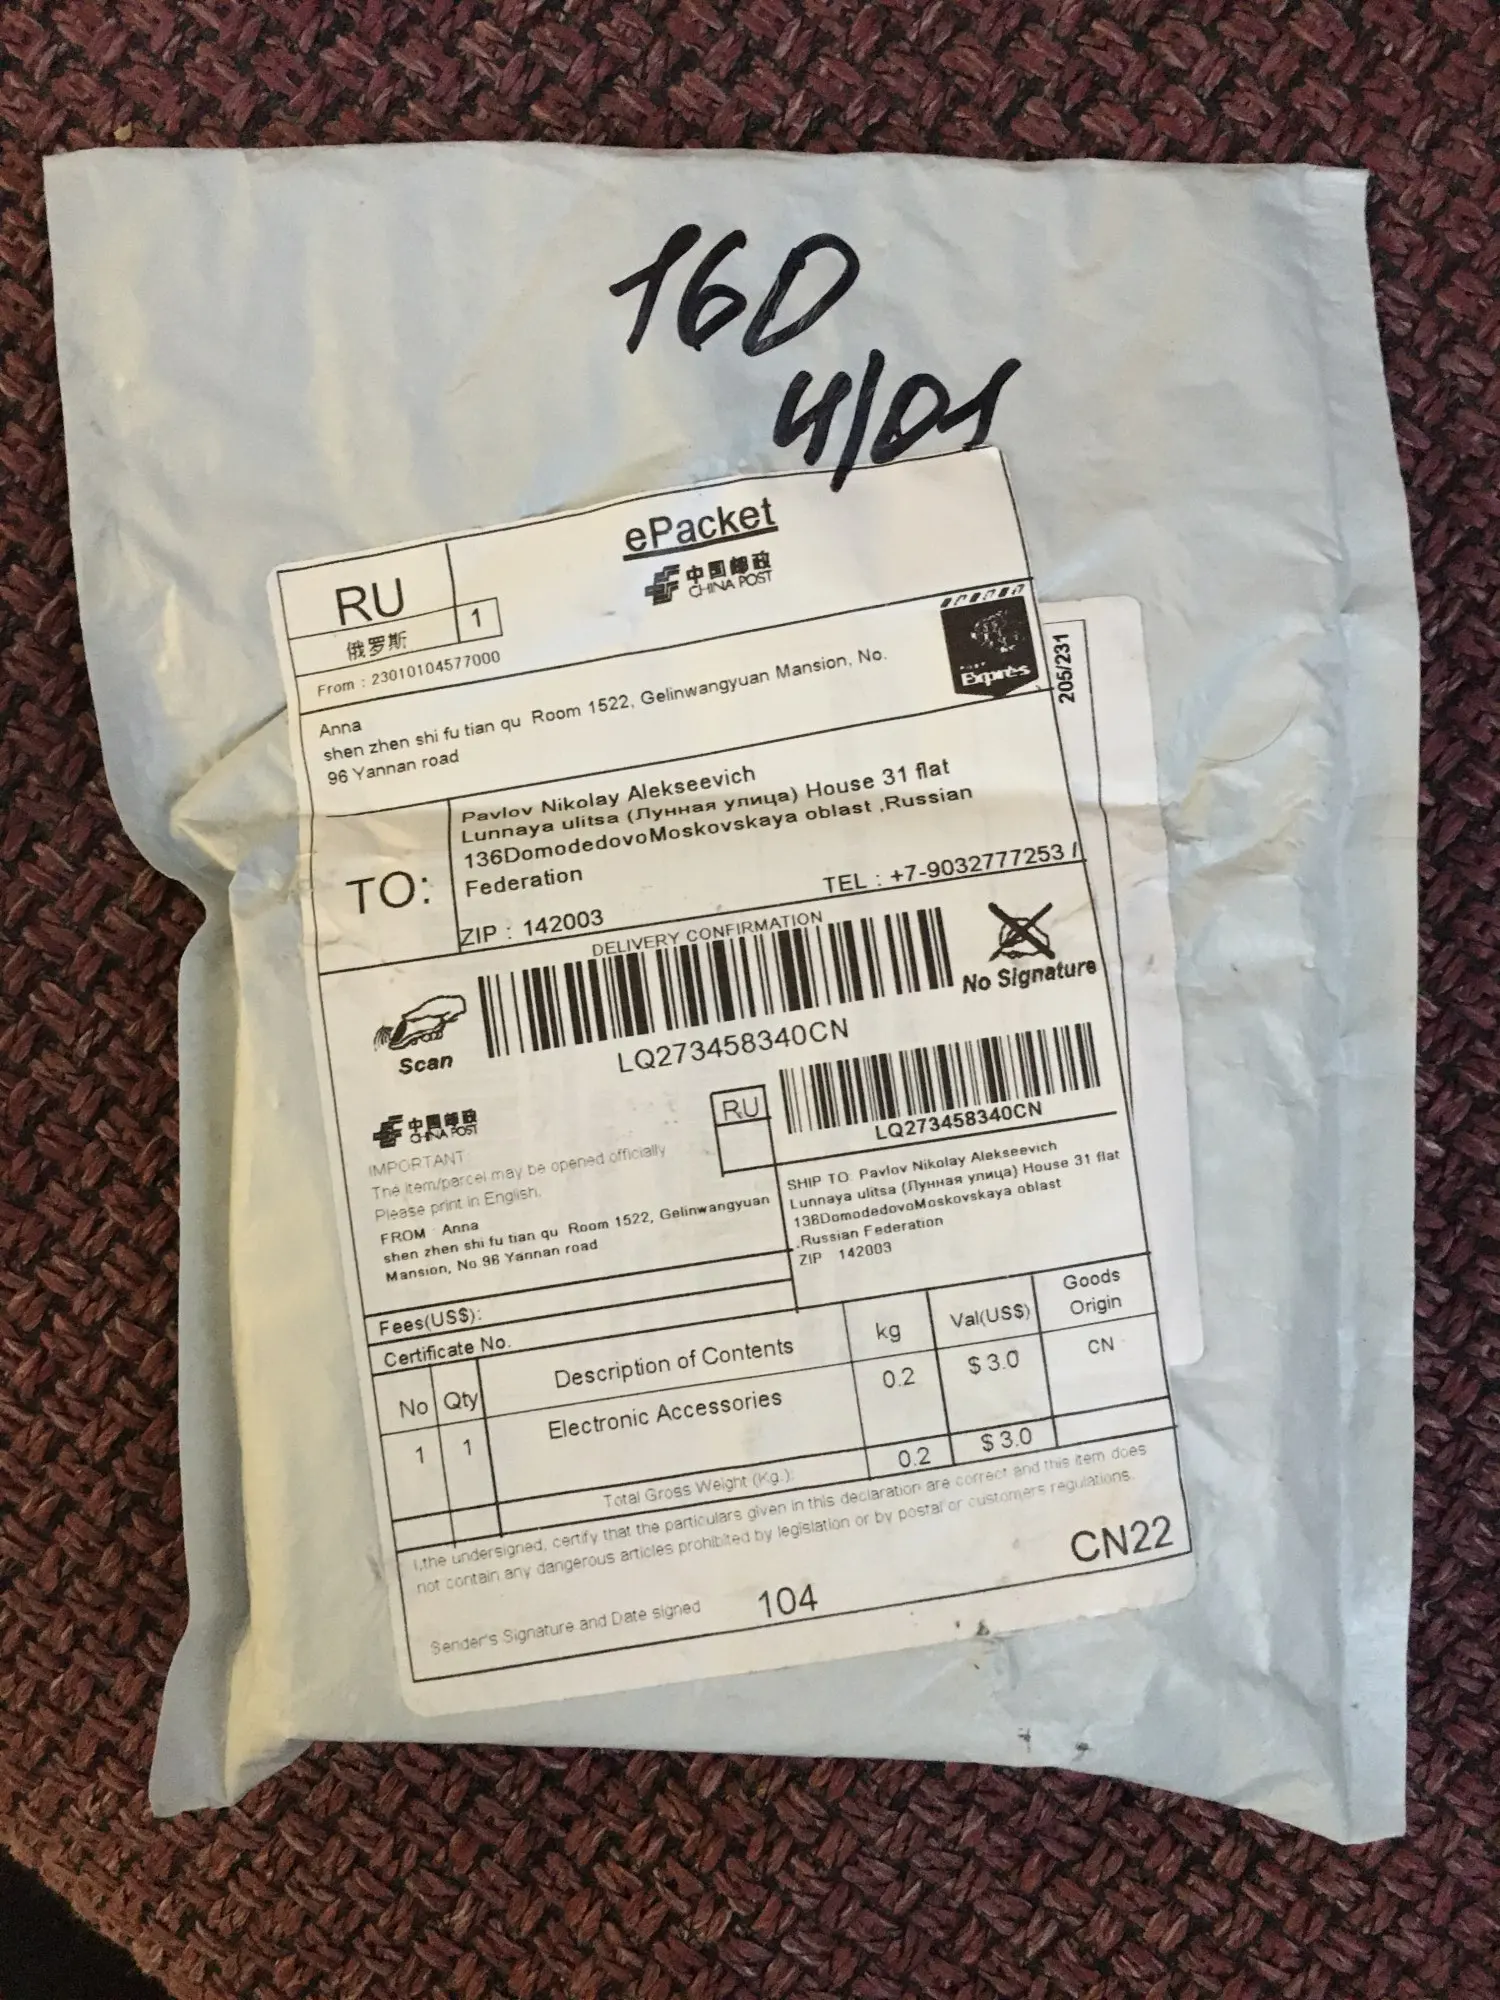 16D
4/01
ePacket
中国邮政
CHINA POST
RU
俄罗斯
1
From : 23010104577000
Express
205/231
Anna
shen zhen shi fu tian qu Room 1522, Gelinwangyuan Mansion, No.
96 Yannan road
TO:
Pavlov Nikolay Alekseevich
Lunnaya ulitsa (Лунная улица) House 31 flat
136DomodedovoMoskovskaya oblast ,Russian
Federation
ZIP : 142003
TEL : +7-9032777253 /
DELIVERY CONFIRMATION
Scan
No Signature
LQ273458340CN
中国邮政
CHINA POST
RU
LQ273458340CN
IMPORTANT:
The item/parcel may be opened officially
Please print in English.
FROM : Anna
shen zhen shi fu tian qu Room 1522, Gelinwangyuan
Mansion, No.96 Yannan road
SHIP TO: Pavlov Nikolay Alekseevich
Lunnaya ulitsa (Лунная улица) House 31 flat
136DomodedovoMoskovskaya oblast
,Russian Federation
ZIP 142003
Fees(US$):
Certificate No.
No Qty Description of Contents kg Val(US$) Goods Origin
1 1 Electronic Accessories 0.2 $ 3.0 CN
Total Gross Weight (Kg.): 0.2 $ 3.0
I,the undersigned, certify that the particulars given in this declaration are correct and this item does
not contain any dangerous articles prohibited by legislation or by postal or customers regulations.
Sender's Signature and Date signed 104
CN22